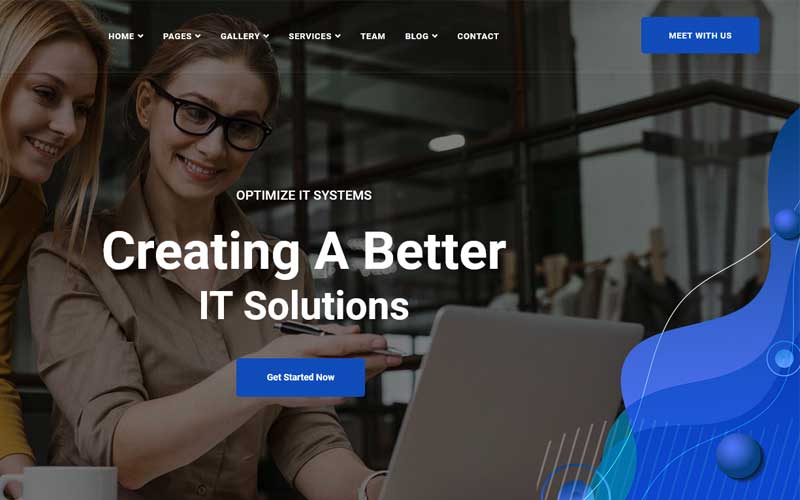 HOME PAGES GALLERY SERVICES TEAM BLOG CONTACT MEET WITH US
OPTIMIZE IT SYSTEMS
Creating A Better
IT Solutions
Get Started Now